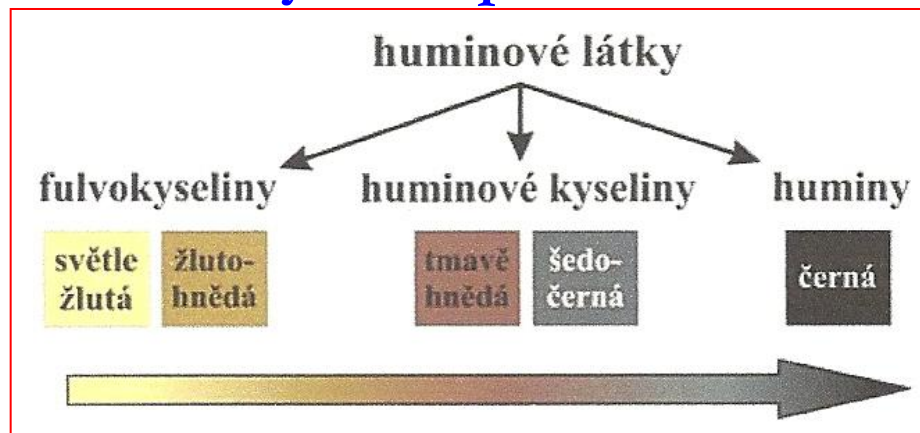 huminové látky
fulvokyseliny huminové kyseliny huminy
světle žluto- tmavě šedo- černá
žlutá hnědá hnědá černá